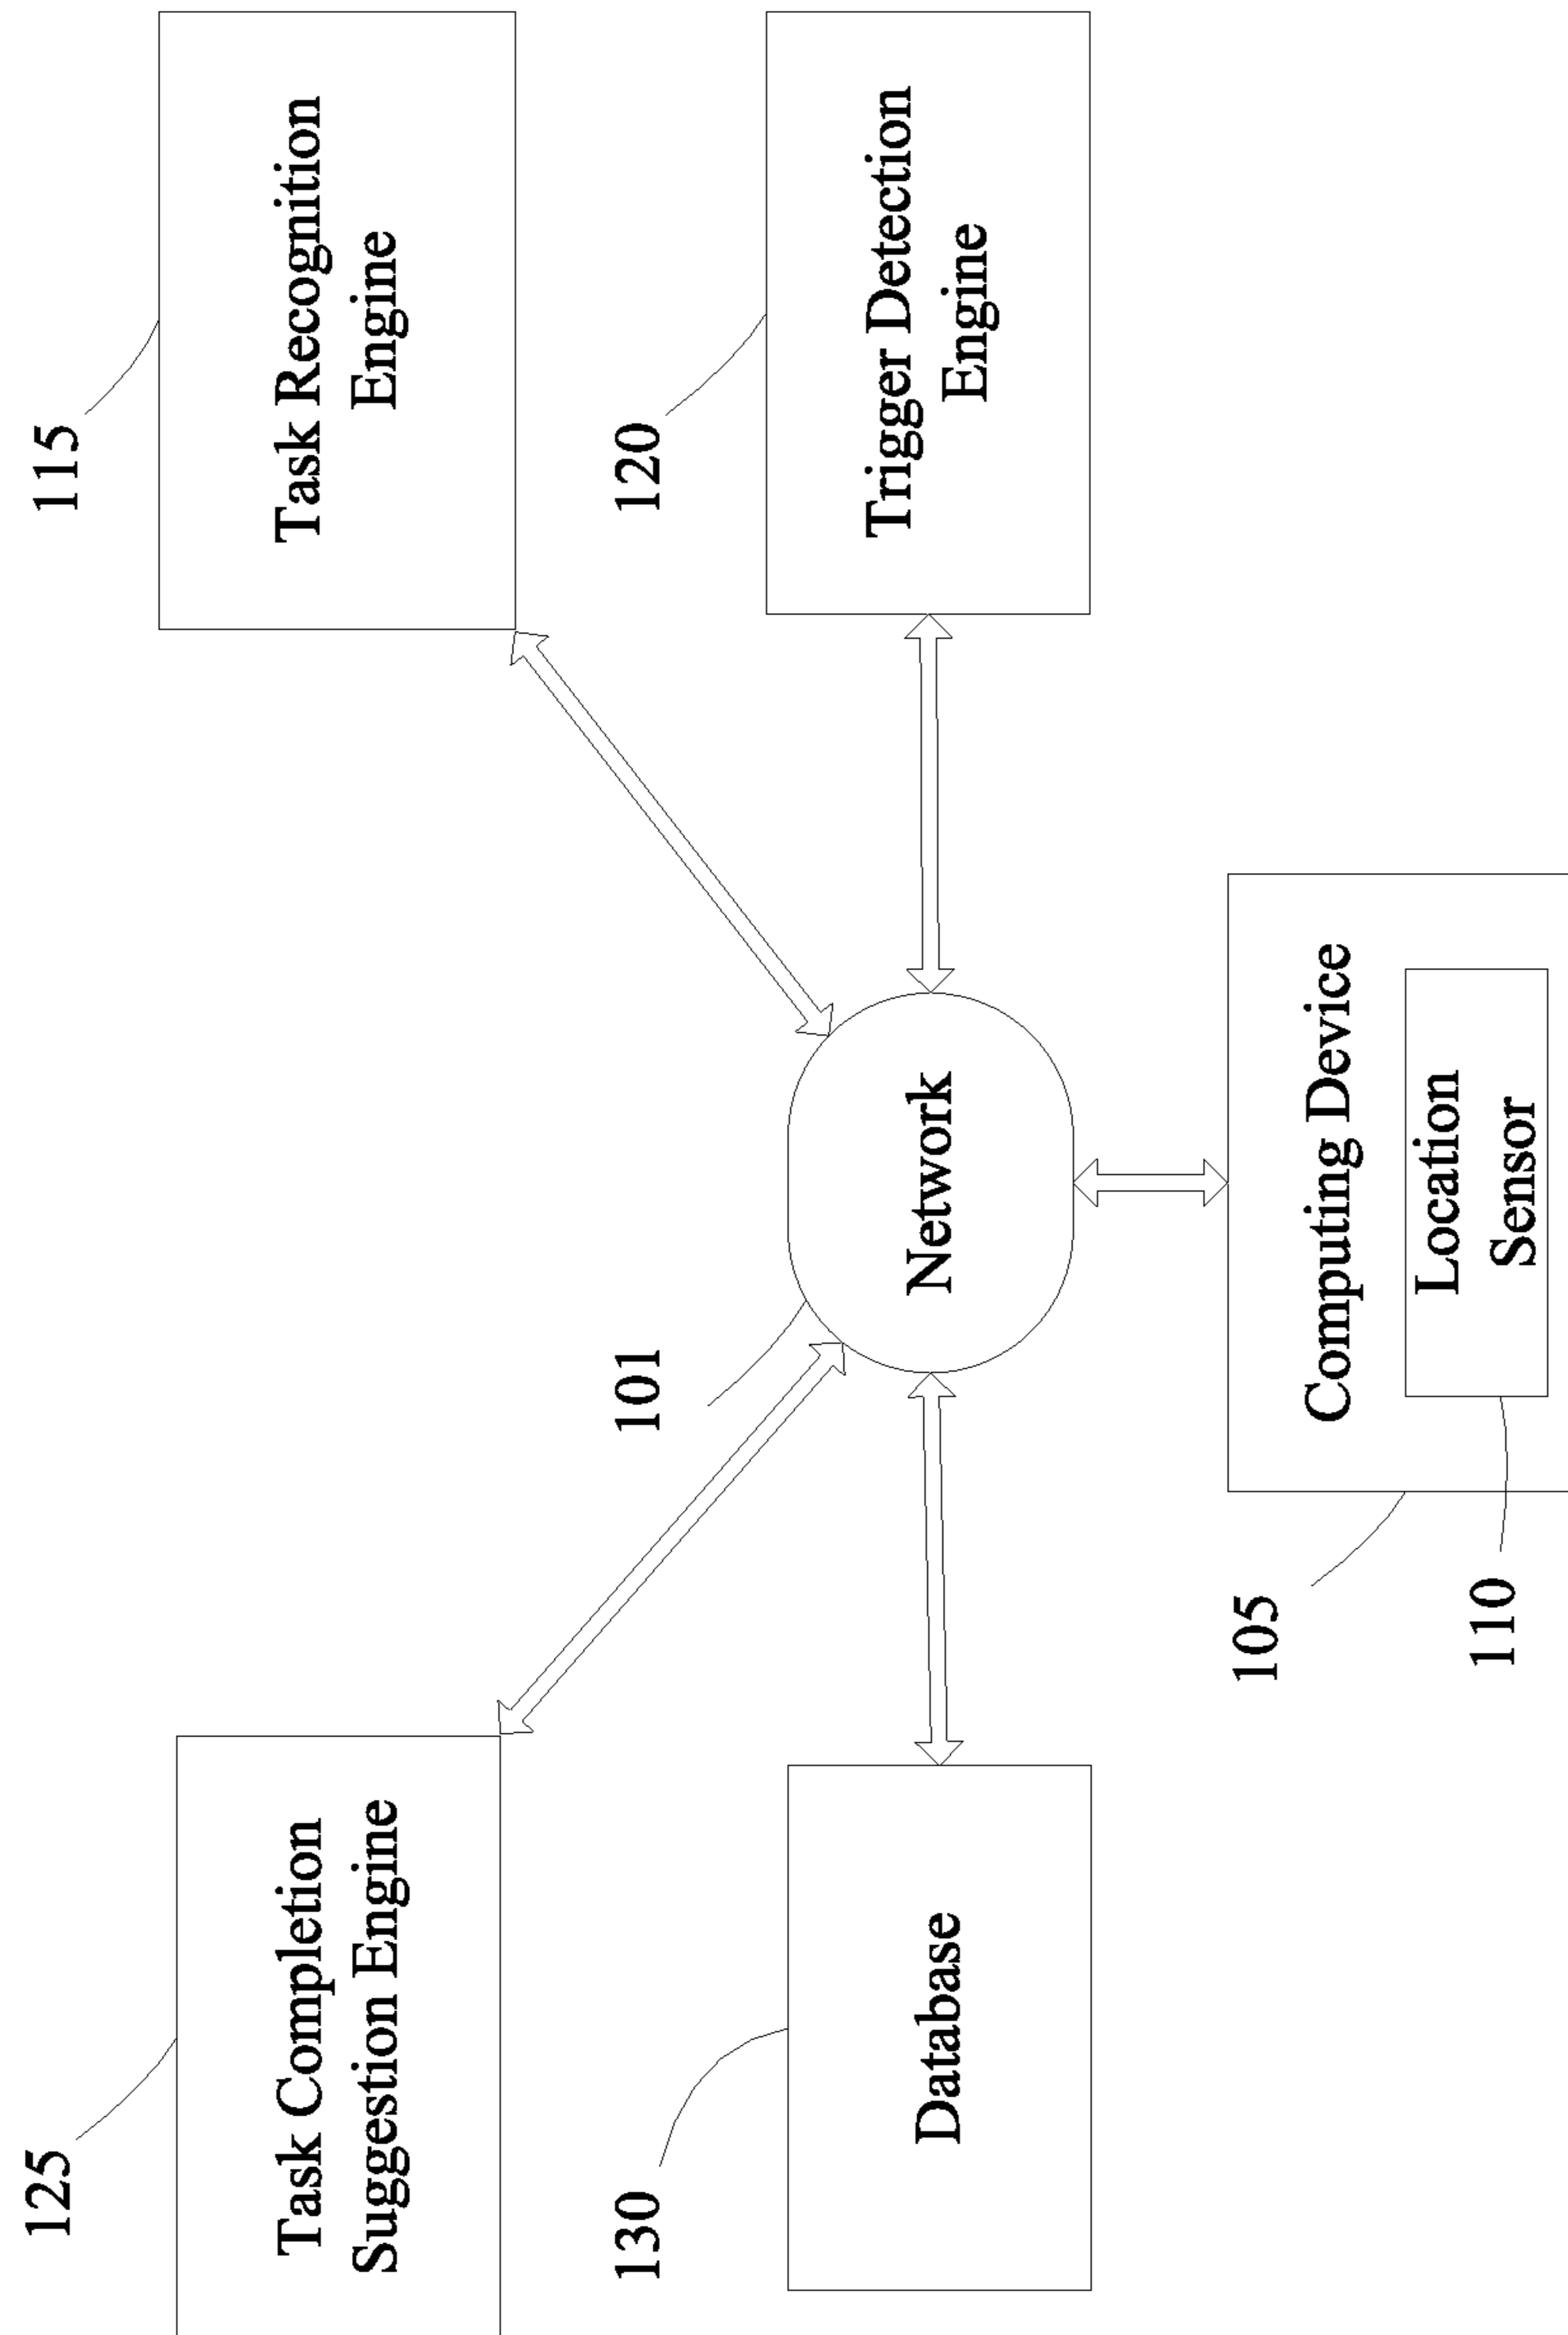 125
Task Completion
Suggestion Engine
115
Task Recognition
Engine
130
Database
101
Network
120
Trigger Detection
Engine
105
Computing Device
110
Location
Sensor